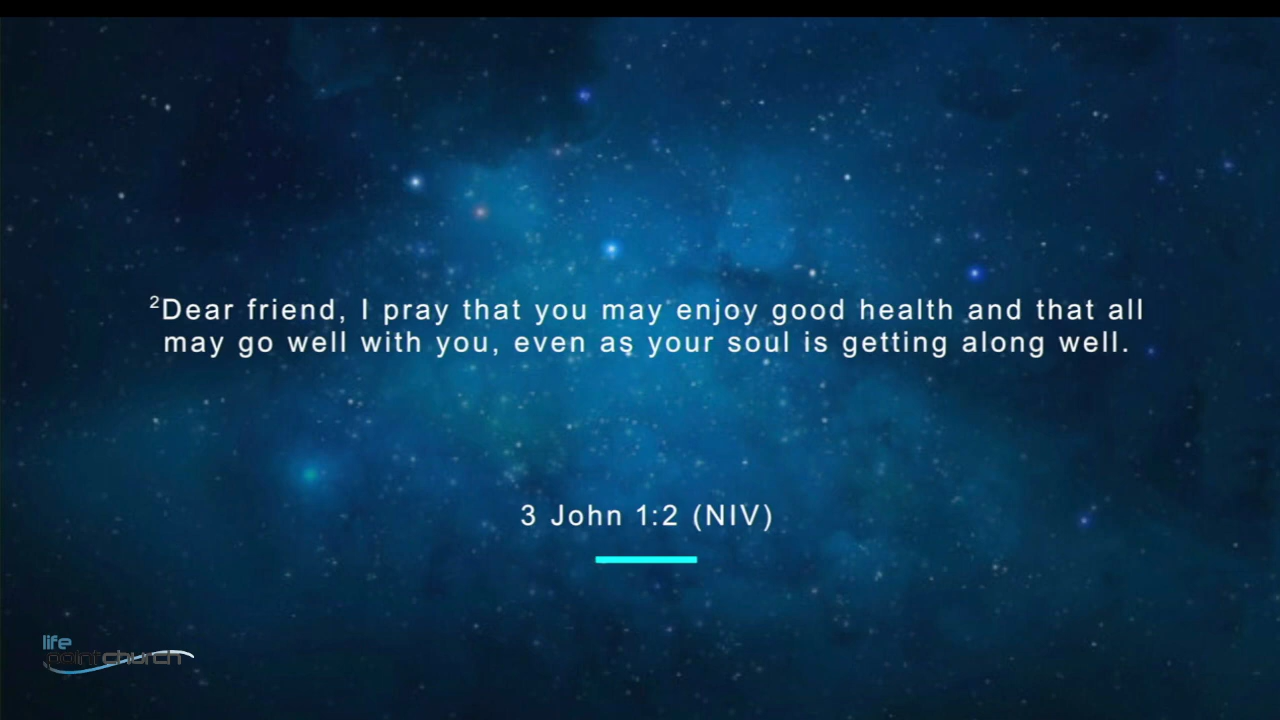 ²Dear friend, I pray that you may enjoy good health and that all
may go well with you, even as your soul is getting along well.
3 John 1:2 (NIV)
life
pointchurch